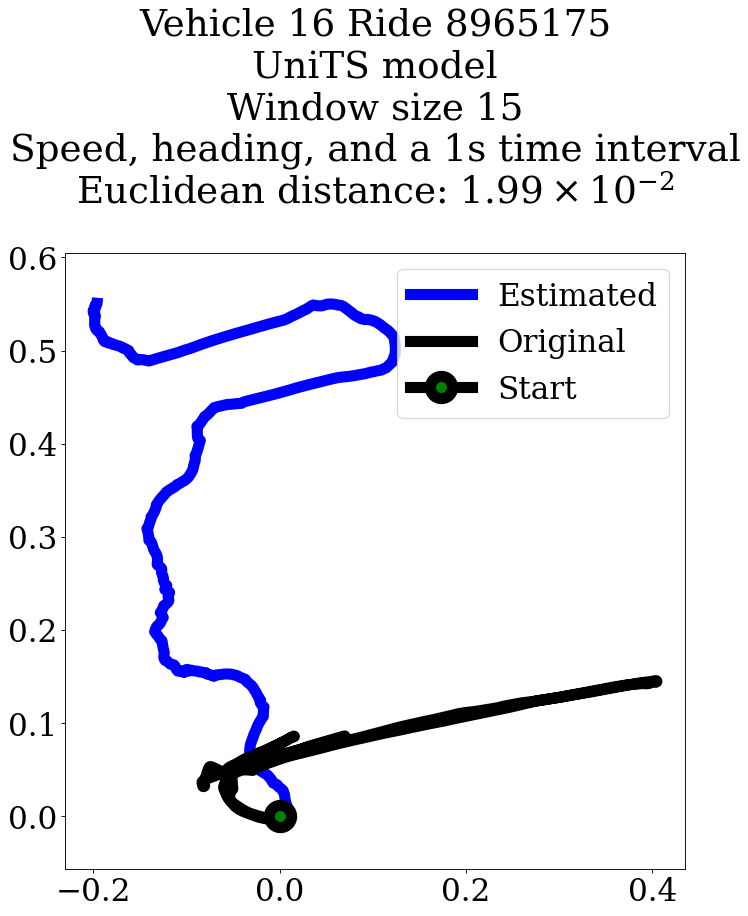 Vehicle 16 Ride 8965175
UniTS model
Window size 15
Speed, heading, and a 1s time interval
Euclidean distance: 1.99 × 10⁻²
0.6
0.5
0.4
0.3
0.2
0.1
0.0
Estimated
Original
Start
−0.2 0.0 0.2 0.4